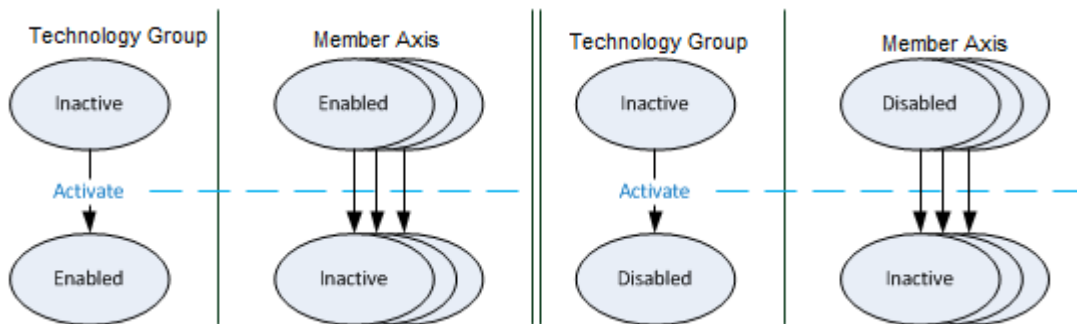 Technology Group
Member Axis
Technology Group
Member Axis
Inactive
Enabled
Inactive
Disabled
Activate
Activate
Enabled
Inactive
Disabled
Inactive